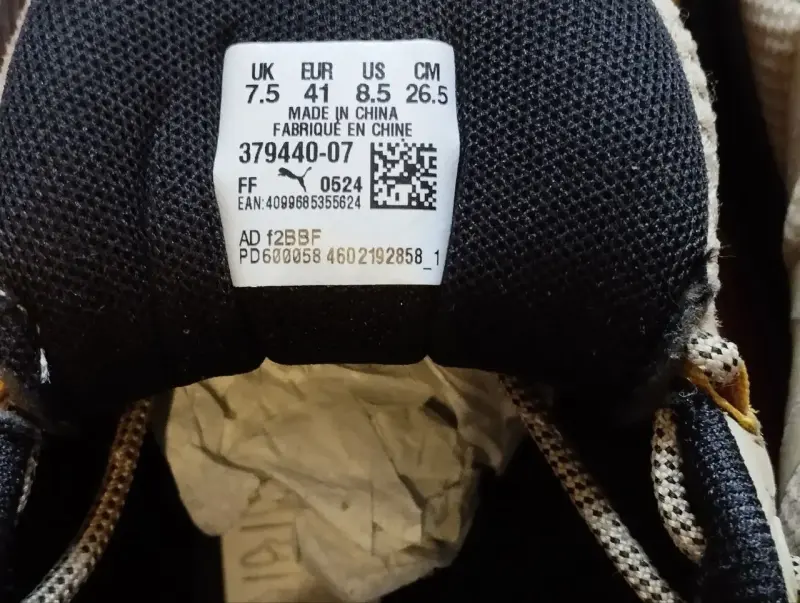 UK EUR US CM
7.5 41 8.5 26.5
MADE IN CHINA
FABRIQUÉ EN CHINE
379440-07
FF 0524
EAN:4099685355624
AD f2BBF
PD600058 4602192858_1